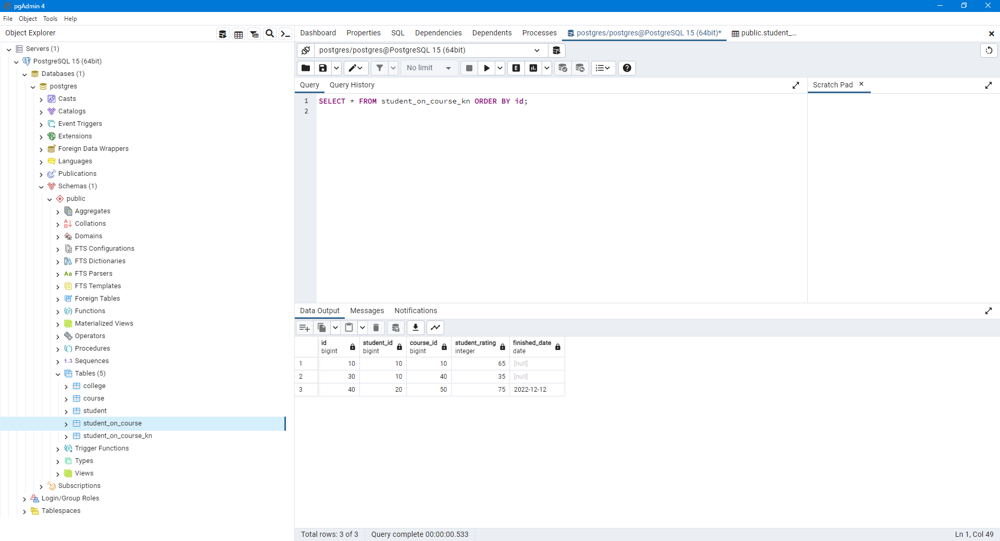 pgAdmin 4
File Object Tools Help
Object Explorer
Servers (1)
PostgreSQL 15 (64bit)
Databases (1)
postgres
Casts
Catalogs
Event Triggers
Extensions
Foreign Data Wrappers
Languages
Publications
Schemas (1)
public
Aggregates
Collations
Domains
FTS Configurations
FTS Dictionaries
Aa FTS Parsers
FTS Templates
Foreign Tables
Functions
Materialized Views
Operators
Procedures
1..3 Sequences
Tables (5)
college
course
student
student_on_course
student_on_course_kn
Trigger Functions
Types
Views
Subscriptions
Login/Group Roles
Tablespaces
Dashboard Properties SQL Dependencies Dependents Processes postgres/postgres@PostgreSQL 15 (64bit)* public.student_...
postgres/postgres@PostgreSQL 15 (64bit)
No limit E
Query Query History
1 SELECT * FROM student_on_course_kn ORDER BY id;
2
Scratch Pad
Data Output Messages Notifications
id student_id course_id student_rating finished_date
bigint bigint bigint integer date
1 10 10 10 65 [null]
2 30 10 40 35 [null]
3 40 20 50 75 2022-12-12
Total rows: 3 of 3 Query complete 00:00:00.533 Ln 1, Col 49